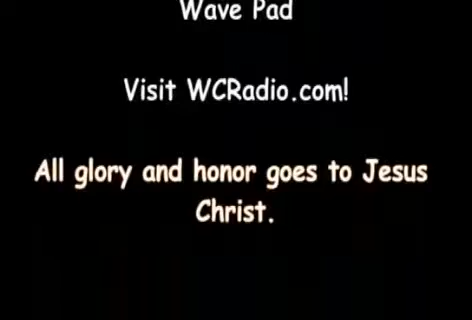 Wave Pad
Visit WCRadio.com!
All glory and honor goes to Jesus
Christ.